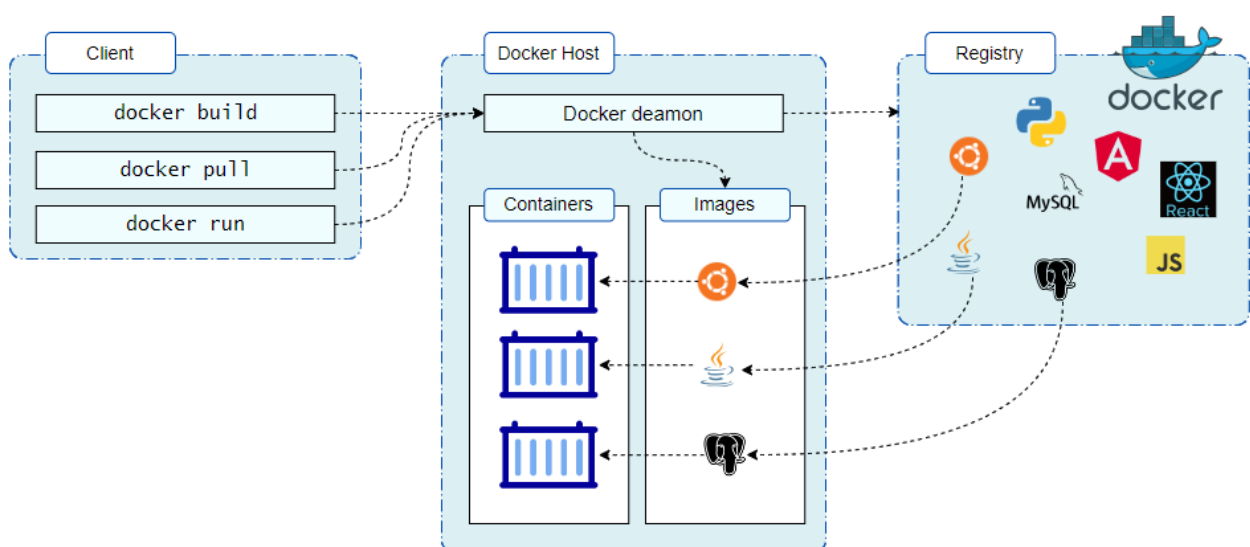 Client
docker build
docker pull
docker run
Docker Host
Docker deamon
Containers
Images
Registry
docker
MySQL
React
JS
A